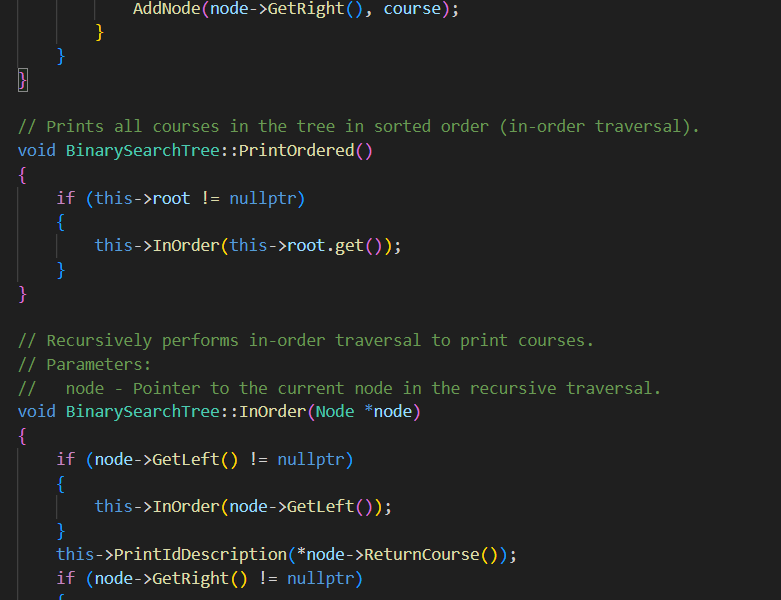 AddNode(node->GetRight(), course);
}
}
}
// Prints all courses in the tree in sorted order (in-order traversal).
void BinarySearchTree::PrintOrdered()
{
if (this->root != nullptr)
{
this->InOrder(this->root.get());
}
}
// Recursively performs in-order traversal to print courses.
// Parameters:
//   node - Pointer to the current node in the recursive traversal.
void BinarySearchTree::InOrder(Node *node)
{
if (node->GetLeft() != nullptr)
{
this->InOrder(node->GetLeft());
}
this->PrintIdDescription(*node->ReturnCourse());
if (node->GetRight() != nullptr)
{